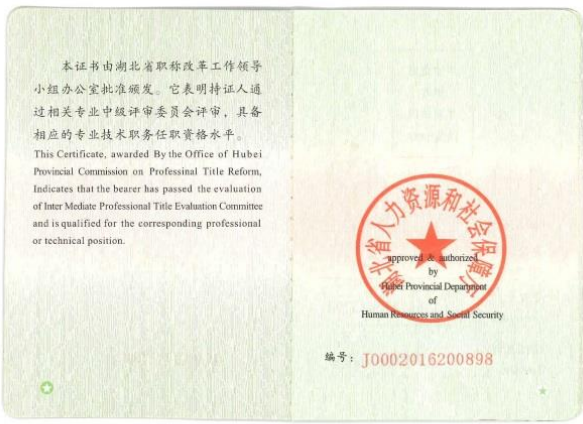 本证书由湖北省职称改革工作领导
小组办公室批准颁发。它表明持证人通
过相关专业中级评审委员会评审，具备
相应的专业技术职务任职资格水平。
This Certificate, awarded By the Office of Hubei
Provincial Commission on Professinal Title Reform,
Indicates that the bearer has passed the evaluation
of Inter Mediate Professional Title Evaluation Committee
and is qualified for the corresponding professional
or technical position.
湖北省人力资源和社会保障厅
approved & authorized
by
Hubei Provincial Department
of
Human Resources and Social Security
编号：J0002016200898